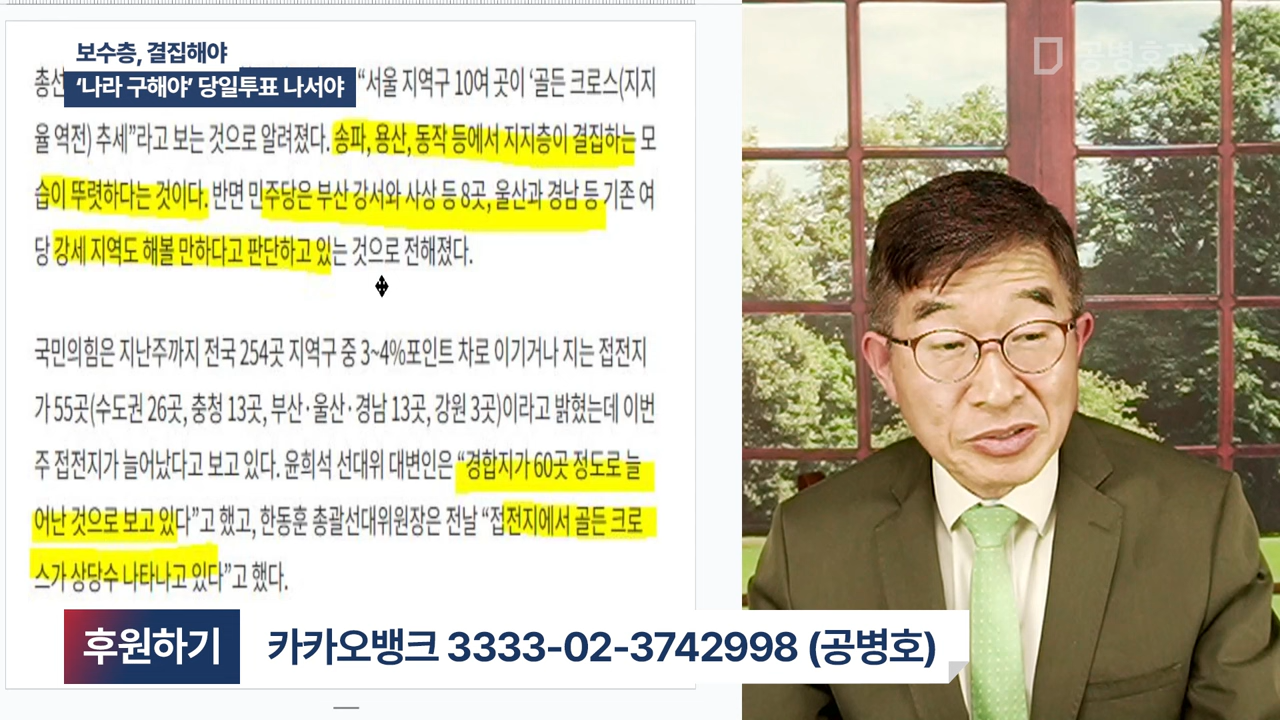 보수층, 결집해야
'나라 구해야' 당일투표 나서야
총선
“서울 지역구 10여 곳이 ‘골든 크로스(지지
율 역전) 추세”라고 보는 것으로 알려졌다. 송파, 용산, 동작 등에서 지지층이 결집하는 모
습이 뚜렷하다는 것이다. 반면 민주당은 부산 강서와 사상 등 8곳, 울산과 경남 등 기존 여
당 강세 지역도 해볼 만하다고 판단하고 있는 것으로 전해졌다.
국민의힘은 지난주까지 전국 254곳 지역구 중 3~4%포인트 차로 이기거나 지는 접전지
가 55곳(수도권 26곳, 충청 13곳, 부산·울산·경남 13곳, 강원 3곳)이라고 밝혔는데 이번
주 접전지가 늘어났다고 보고 있다. 윤희석 선대위 대변인은 “경합지가 60곳 정도로 늘
어난 것으로 보고 있다”고 했고, 한동훈 총괄선대위원장은 전날 “접전지에서 골든 크로
스가 상당수 나타나고 있다”고 했다.
공병호TV
후원하기
카카오뱅크 3333-02-3742998 (공병호)